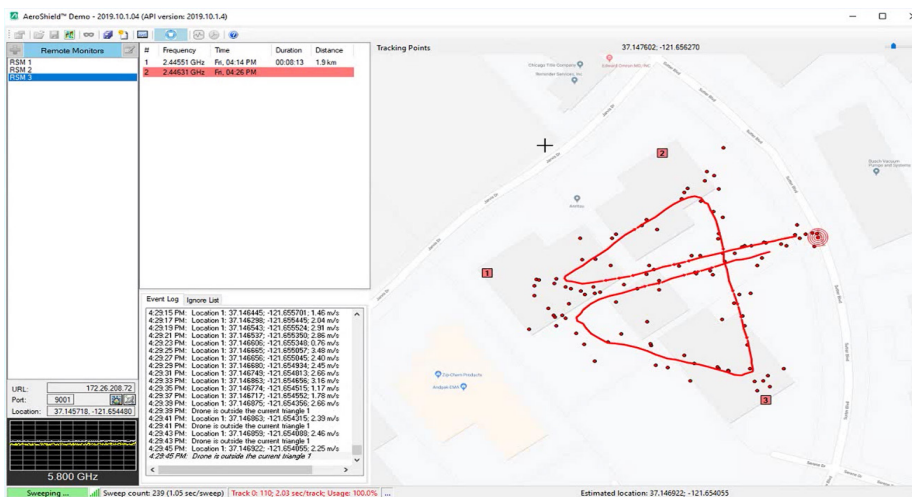 AeroShield™ Demo - 2019.10.1.04 (API version: 2019.10.1.4)
Remote Monitors
RSM 1
RSM 2
RSM 3
# Frequency Time Duration Distance
1 2.44551 GHz Fri, 04:14 PM 00:08:13 1.9 km
2 2.44631 GHz Fri, 04:26 PM
Tracking Points 37.147602; -121.656270
2
1
3
Event Log Ignore List
4:29:15 PM: Location 1: 37.146445; -121.655701; 1.46 m/s
4:29:17 PM: Location 1: 37.146298; -121.655445; 2.04 m/s
4:29:19 PM: Location 1: 37.146543; -121.655524; 2.91 m/s
4:29:21 PM: Location 1: 37.146537; -121.655350; 2.86 m/s
4:29:23 PM: Location 1: 37.146606; -121.655348; 0.76 m/s
4:29:25 PM: Location 1: 37.146665; -121.655057; 3.48 m/s
4:29:27 PM: Location 1: 37.146656; -121.655045; 2.40 m/s
4:29:29 PM: Location 1: 37.146680; -121.654934; 2.45 m/s
4:29:31 PM: Location 1: 37.146749; -121.654813; 2.66 m/s
4:29:33 PM: Location 1: 37.146863; -121.654656; 3.16 m/s
4:29:35 PM: Location 1: 37.146774; -121.654515; 1.17 m/s
4:29:37 PM: Location 1: 37.146717; -121.654552; 1.78 m/s
4:29:39 PM: Location 1: 37.146875; -121.654356; 2.66 m/s
4:29:39 PM: Drone is outside the current triangle 1
4:29:41 PM: Location 1: 37.146863; -121.654315; 2.39 m/s
4:29:41 PM: Drone is outside the current triangle 1
4:29:43 PM: Location 1: 37.146859; -121.654088; 2.46 m/s
4:29:43 PM: Drone is outside the current triangle 1
4:29:45 PM: Location 1: 37.146922; -121.654055; 2.25 m/s
4:29:45 PM: Drone is outside the current triangle 1
URL: 172.26.208.72
Port: 9001
Location: 37.145718, -121.654480
5.800 GHz
Sweeping ... Sweep count: 239 (1.05 sec/sweep) Track 0: 110; 2.03 sec/track; Usage: 100.0% ... Estimated location: 37.146922; -121.654055